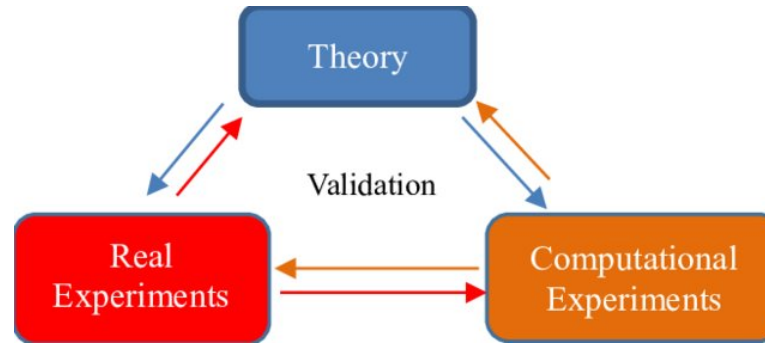 Theory
Validation
Real
Experiments
Computational
Experiments